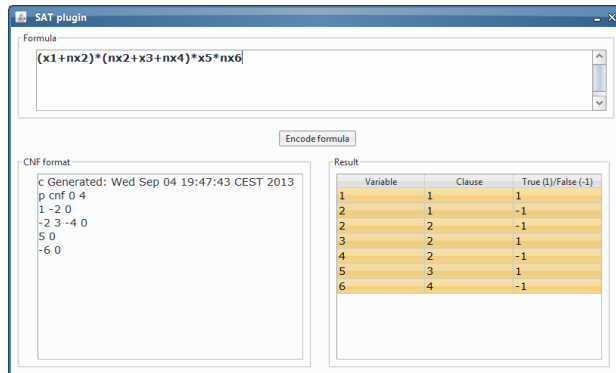 SAT plugin
Formula
(x1+nx2)*(nx2+x3+nx4)*x5*nx6
Encode formula
CNF format
c Generated: Wed Sep 04 19:47:43 CEST 2013
p cnf 0 4
1 -2 0
-2 3 -4 0
5 0
-6 0
Result
Variable Clause True (1)/False (-1)
1 1 1
2 1 -1
2 2 -1
3 2 1
4 2 -1
5 3 1
6 4 -1